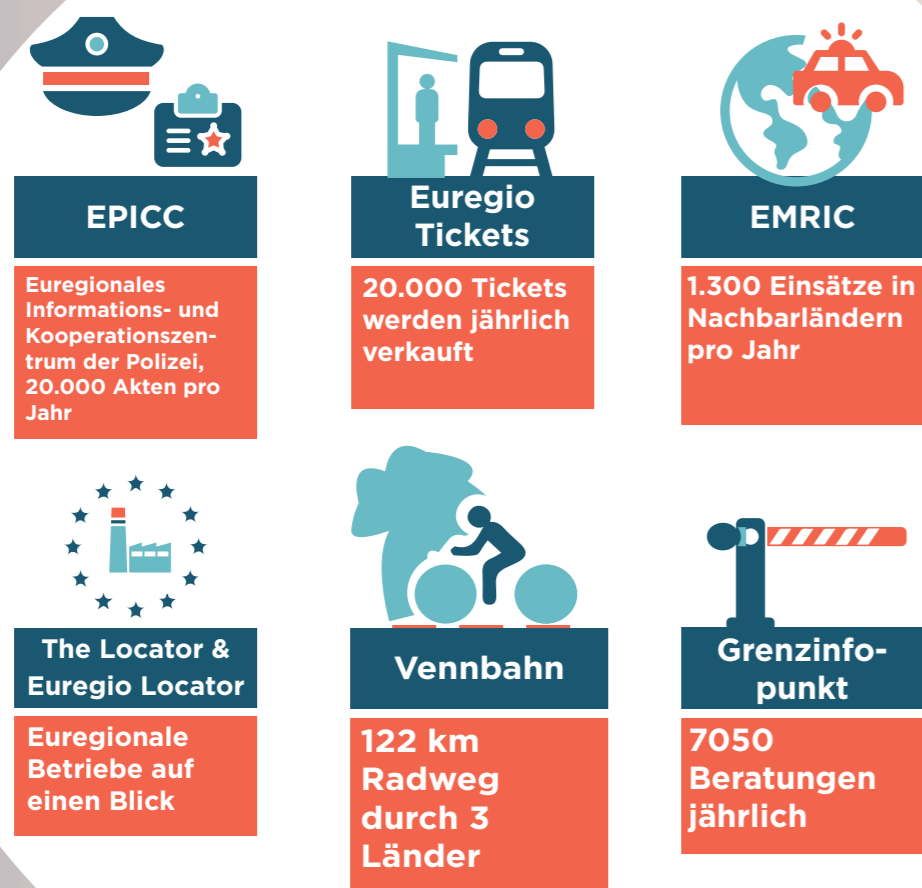 EPICC
Euregionales
Informations- und
Kooperationszen-
trum der Polizei,
20.000 Akten pro
Jahr
Euregio
Tickets
20.000 Tickets
werden jährlich
verkauft
EMRIC
1.300 Einsätze in
Nachbarländern
pro Jahr
The Locator &
Euregio Locator
Euregionale
Betriebe auf
einen Blick
Vennbahn
122 km
Radweg
durch 3
Länder
Grenzinfo-
punkt
7050
Beratungen
jährlich